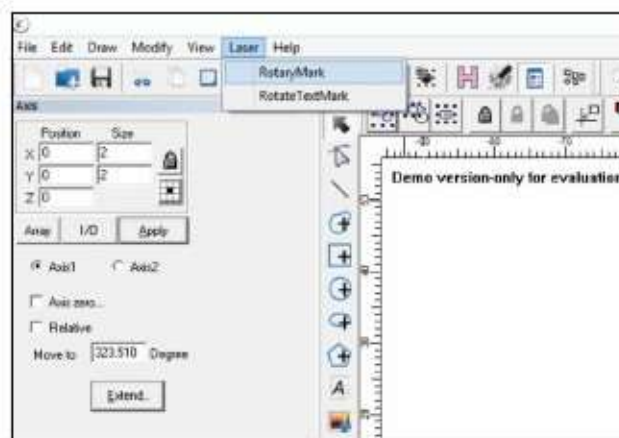 File Edit Draw Modify View Laser Help
RotaryMark
RotateTextMark
Axis
Position Size
X 0 2
Y 0 2
Z 0
Array I/O Apply
Axis1 Axis2
Axis zero...
Relative
Move to 323.510 Degree
Extend..
Demo version-only for evaluation
A